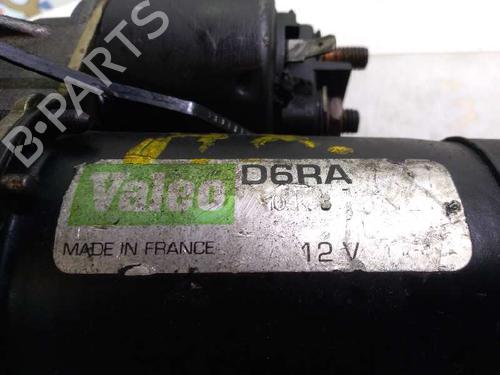 B-PARTS
Valeo
D6RA
MADE IN FRANCE
12 V